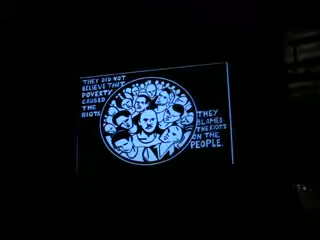 THEY DID NOT
BELIEVE THAT
POVERTY
CAUSED
THE
RIOTS
THEY
BLAMED
THE RIOTS
ON THE
PEOPLE.